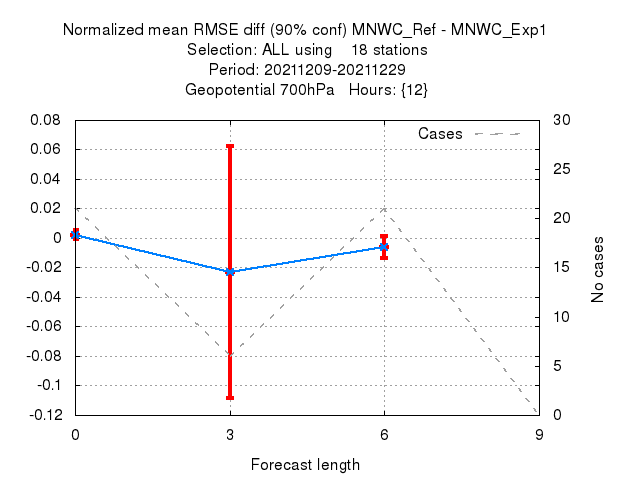 Normalized mean RMSE diff (90% conf) MNWC_Ref - MNWC_Exp1
Selection: ALL using    18 stations
Period: 20211209-20211229
Geopotential 700hPa   Hours: {12}
Cases
0.08
0.06
0.04
0.02
0
-0.02
-0.04
-0.06
-0.08
-0.1
-0.12
30
25
20
15
10
5
0
No cases
0 3 6 9
Forecast length